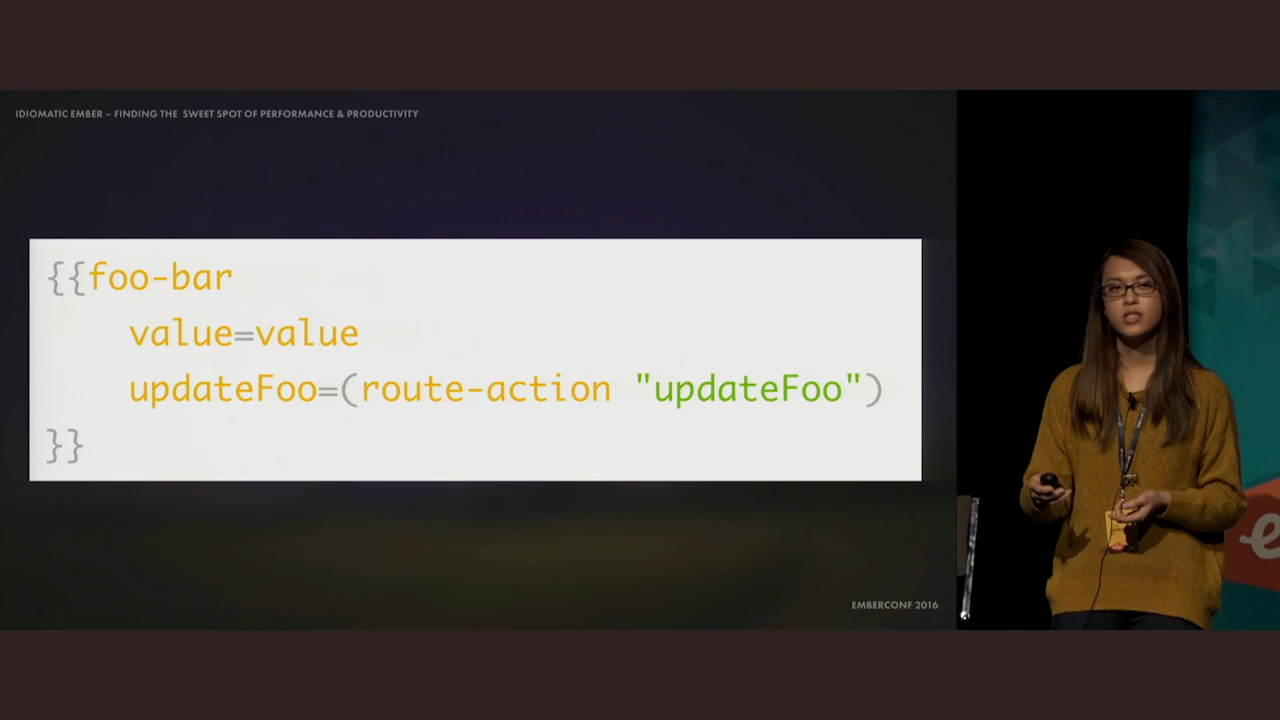 IDIOMATIC EMBER – FINDING THE SWEET SPOT OF PERFORMANCE & PRODUCTIVITY
{{foo-bar
value=value
updateFoo=(route-action "updateFoo")
}}
EMBERCONF 2016
e